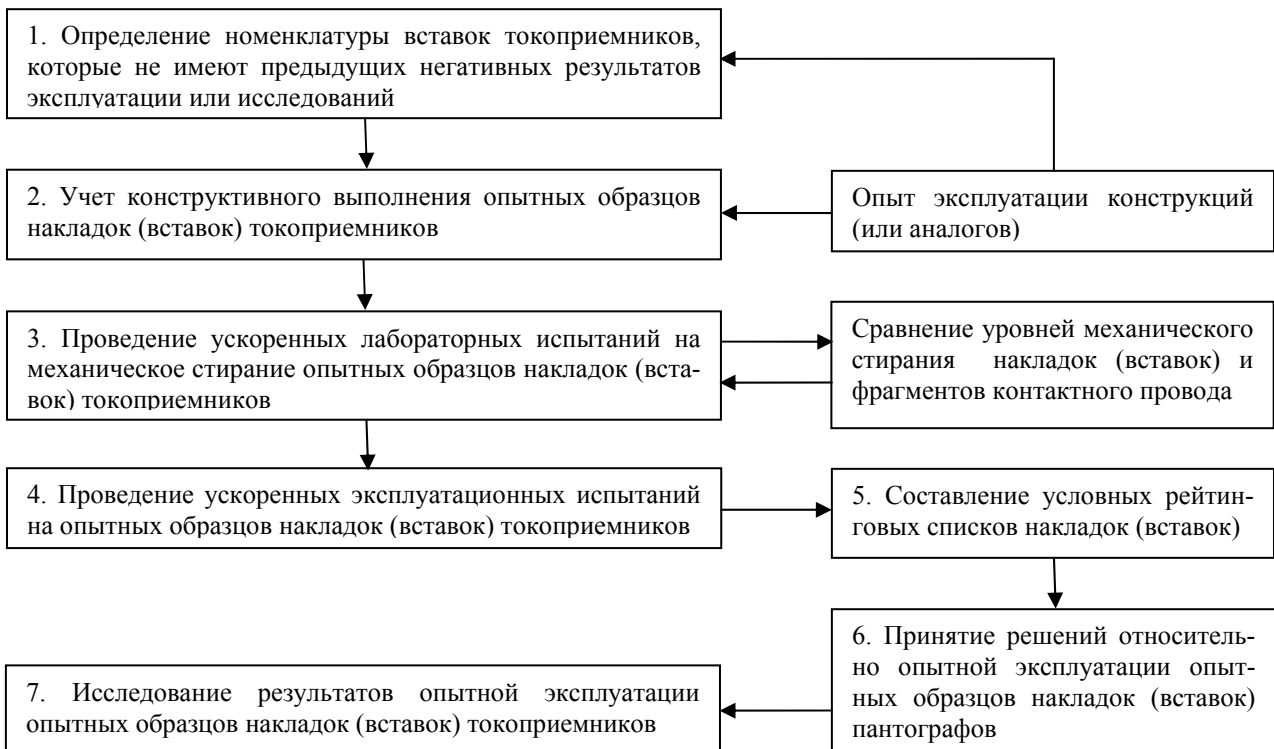 1. Определение номенклатуры вставок токоприемников,
которые не имеют предыдущих негативных результатов
эксплуатации или исследований
2. Учет конструктивного выполнения опытных образцов
накладок (вставок) токоприемников
Опыт эксплуатации конструкций
(или аналогов)
3. Проведение ускоренных лабораторных испытаний на
механическое стирание опытных образцов накладок (вста-
вок) токоприемников
Сравнение уровней механического
стирания накладок (вставок) и
фрагментов контактного провода
4. Проведение ускоренных эксплуатационных испытаний
на опытных образцов накладок (вставок) токоприемников
5. Составление условных рейтин-
говых списков накладок (вставок)
6. Принятие решений относитель-
но опытной эксплуатации опыт-
ных образцов накладок (вставок)
пантографов
7. Исследование результатов опытной эксплуатации
опытных образцов накладок (вставок) токоприемников